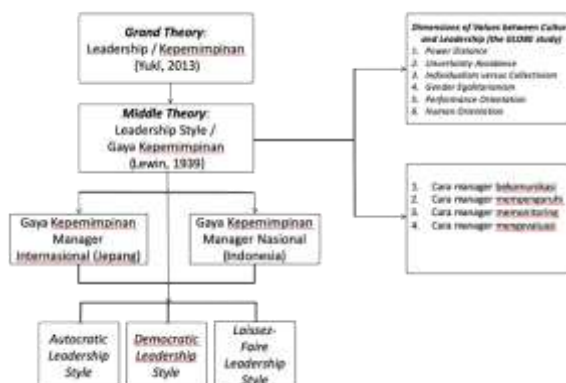 Grand Theory:
Leadership / Kepemimpinan
(Yukl, 2013)
Middle Theory:
Leadership Style /
Gaya Kepemimpinan
(Lewin, 1939)
Gaya Kepemimpinan
Manager
Internasional (Jepang)
Gaya Kepemimpinan
Manager Nasional
(Indonesia)
Autocratic
Leadership
Style
Democratic
Leadership
Style
Laissez-
Faire
Leadership
Style
Dimensions of Values between Culture
and Leadership (the GLOBE study)
1. Power Distance
2. Uncertainty Avoidance
3. Individualism versus Collectivism
4. Gender Egalitarianism
5. Performance Orientation
6. Human Orientation
1. Cara manager
2. Cara manager mempengaruhi
3. Cara manager memonitoring
4. Cara manager mengevaluasi